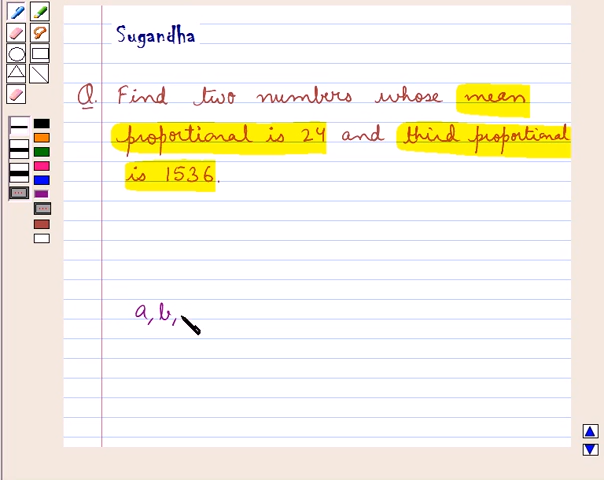 Sugandha
Q. Find two numbers whose mean
proportional is 24 and third proportional
is 1536.
a, b,